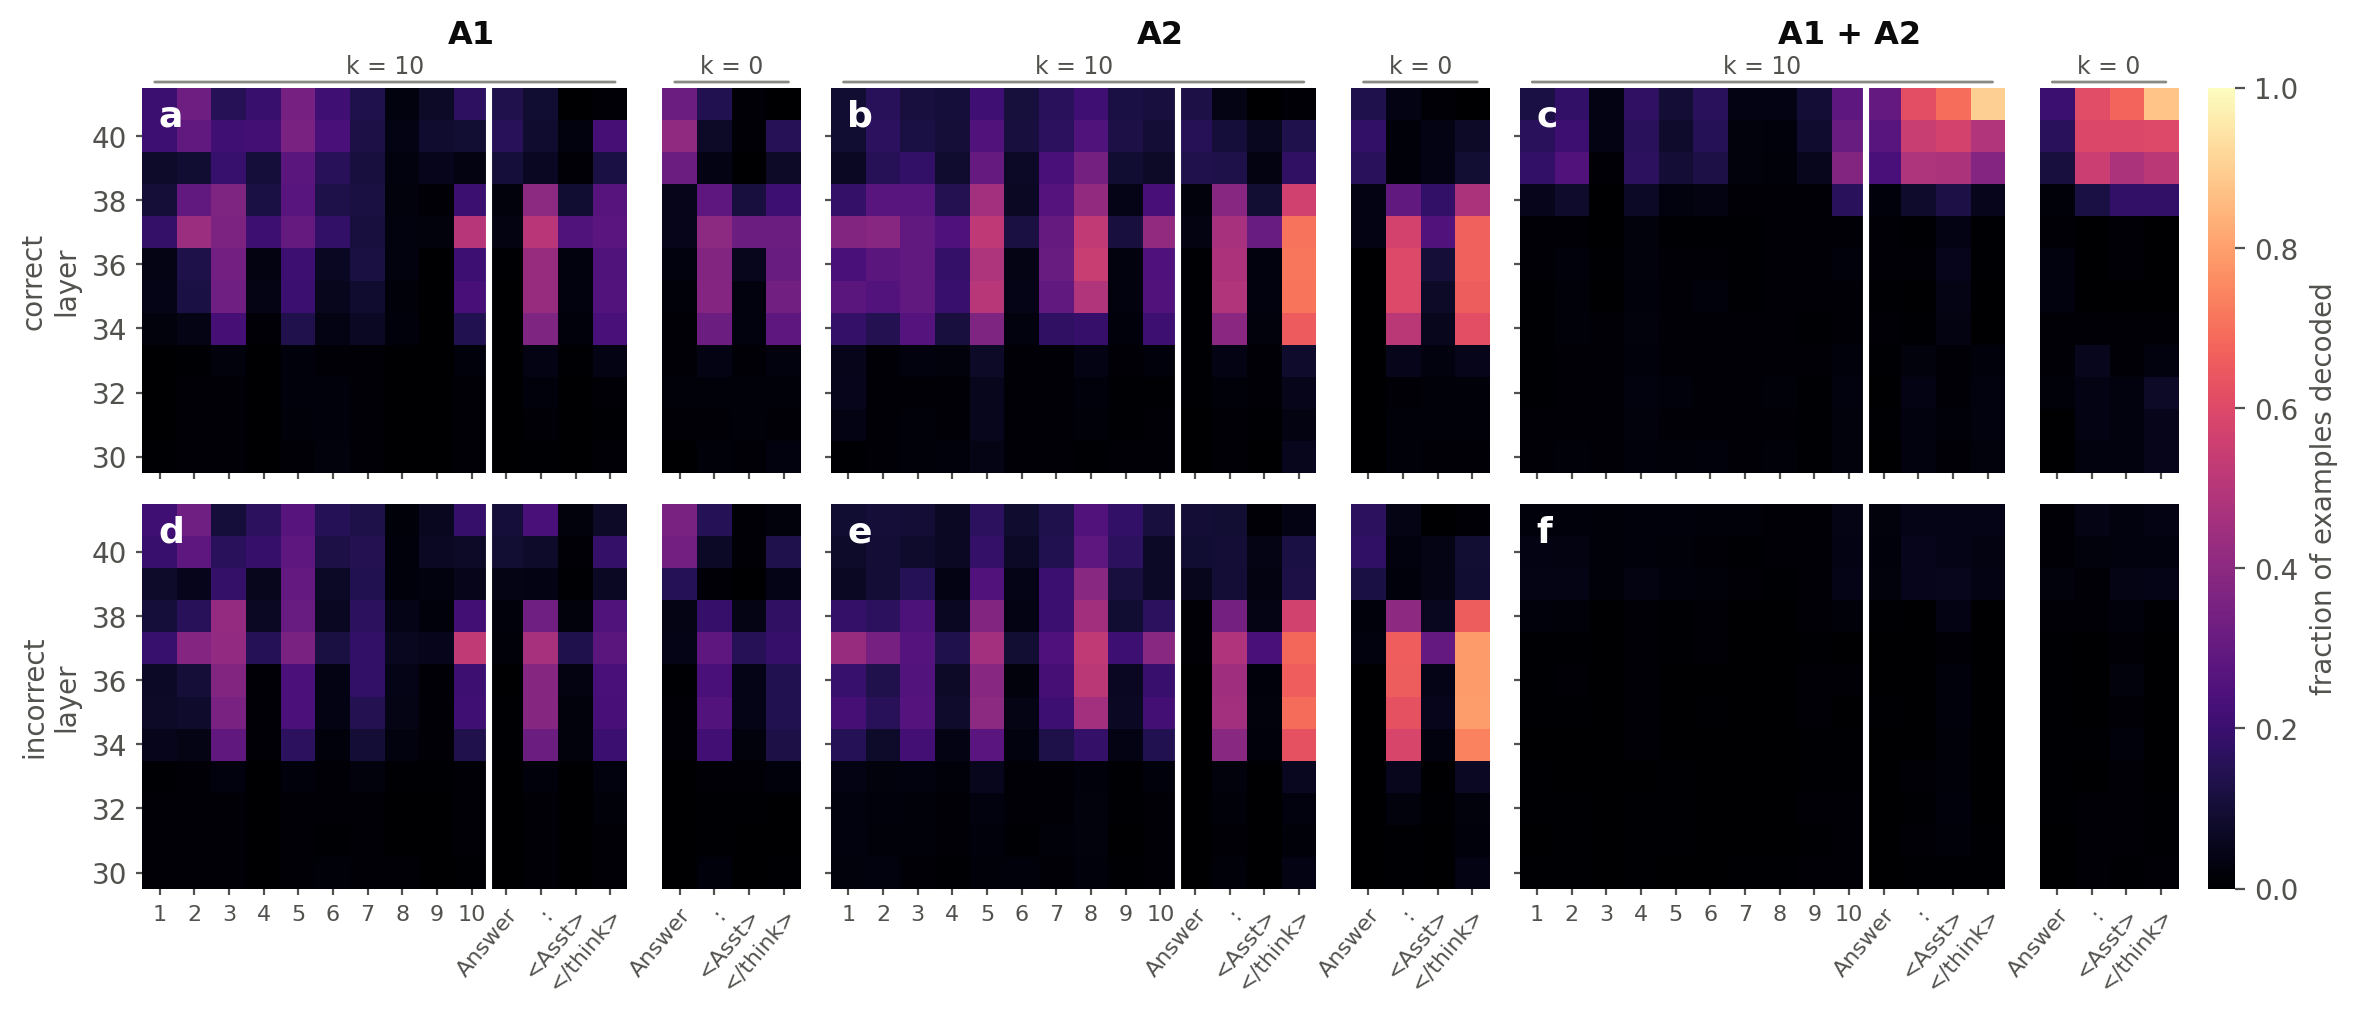 A1 A2 A1 + A2
k = 10 k = 0 k = 10 k = 0 k = 10 k = 0
a b c
correct
layer
40
38
36
34
32
30
d e f
incorrect
layer
40
38
36
34
32
30
1 2 3 4 5 6 7 8 9 10 Answer : <Asst> </think> Answer : <Asst> </think>
1 2 3 4 5 6 7 8 9 10 Answer : <Asst> </think> Answer : <Asst> </think>
1 2 3 4 5 6 7 8 9 10 Answer : <Asst> </think> Answer : <Asst> </think>
1.0
0.8
0.6
0.4
0.2
0.0
fraction of examples decoded